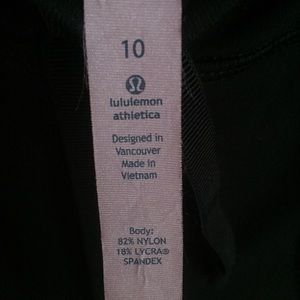 10
lululemon
athletica
Designed in
Vancouver
Made in
Vietnam
Body:
82% NYLON
18% LYCRA®
SPANDEX